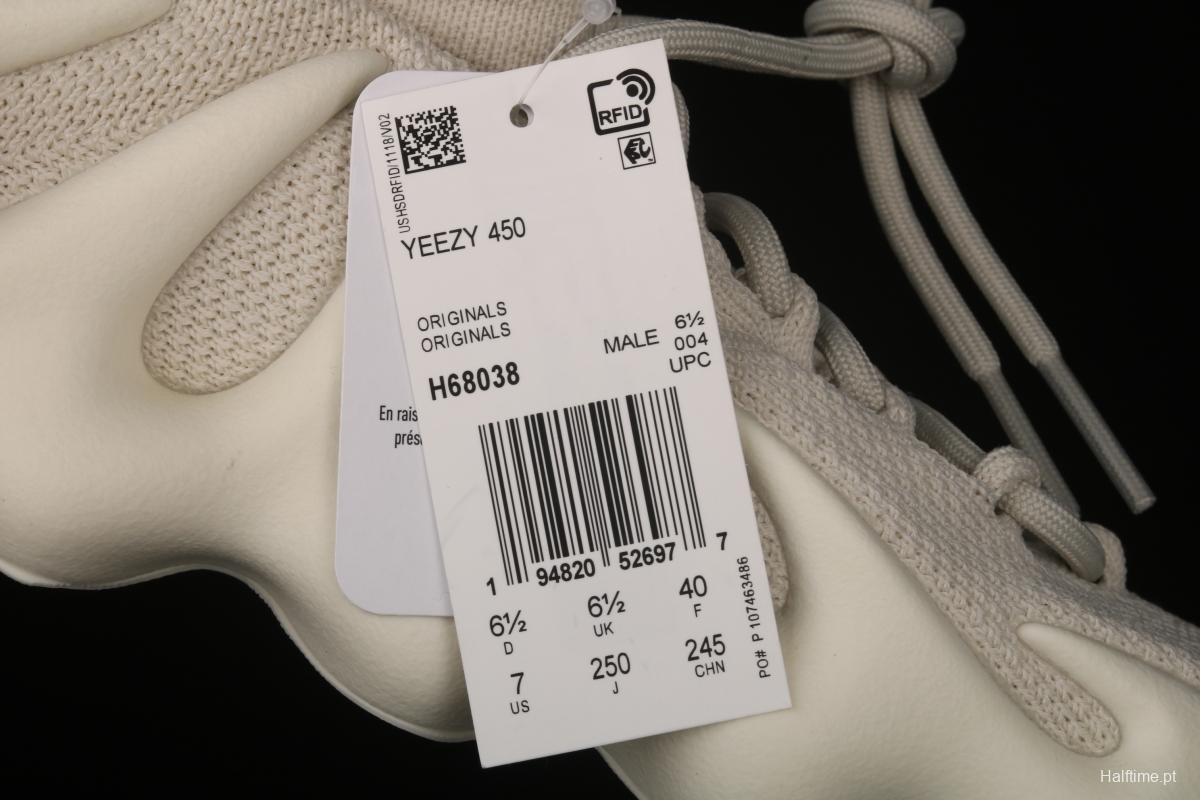 USHSDRFID/1118/V02
RFID
YEEZY 450
ORIGINALS
ORIGINALS
MALE
6½
004
UPC
H68038
En rais
prés
1 94820 52697 7
6½ 6½ 40
D UK F
7 250 245
US J CHN
PO# P 107463486
Halftime.pt